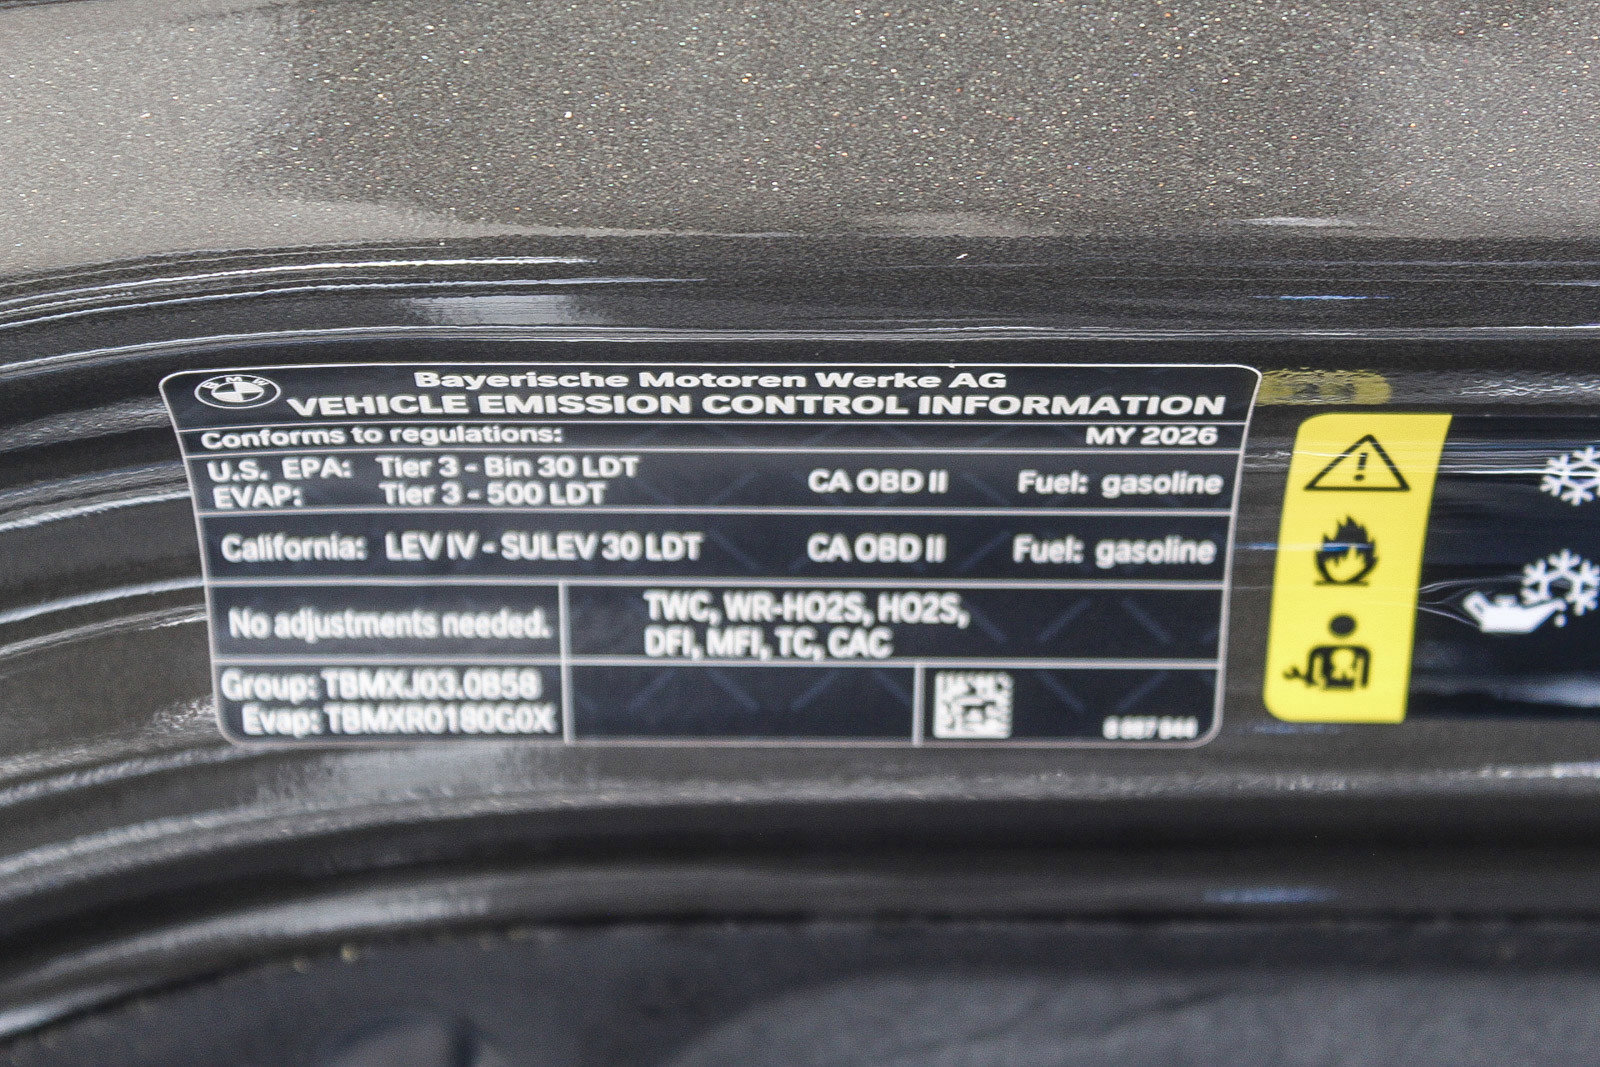 BMW
Bayerische Motoren Werke AG
VEHICLE EMISSION CONTROL INFORMATION
Conforms to regulations: MY 2026
U.S. EPA: Tier 3 - Bin 30 LDT
EVAP: Tier 3 - 500 LDT CA OBD II Fuel: gasoline
California: LEV IV - SULEV 30 LDT CA OBD II Fuel: gasoline
No adjustments needed.
TWC, WR-HO2S, HO2S,
DFI, MFI, TC, CAC
Group: TBMXJ03.0B58
Evap: TBMXR0180G0X